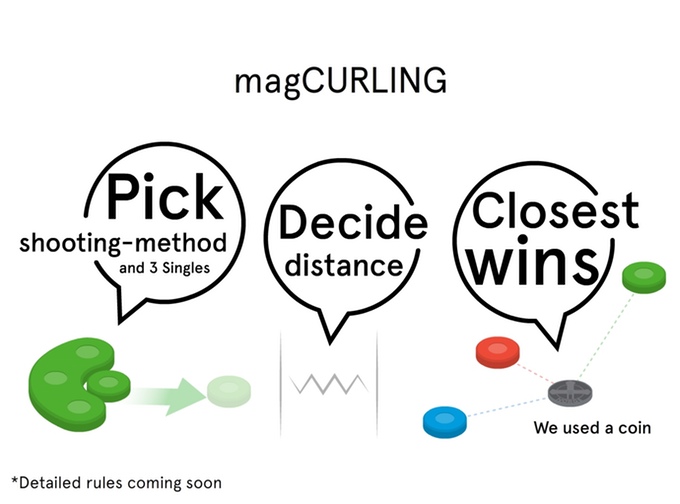 magCURLING
Pick
shooting-method
and 3 Singles
Decide
distance
Closest
wins
We used a coin
*Detailed rules coming soon